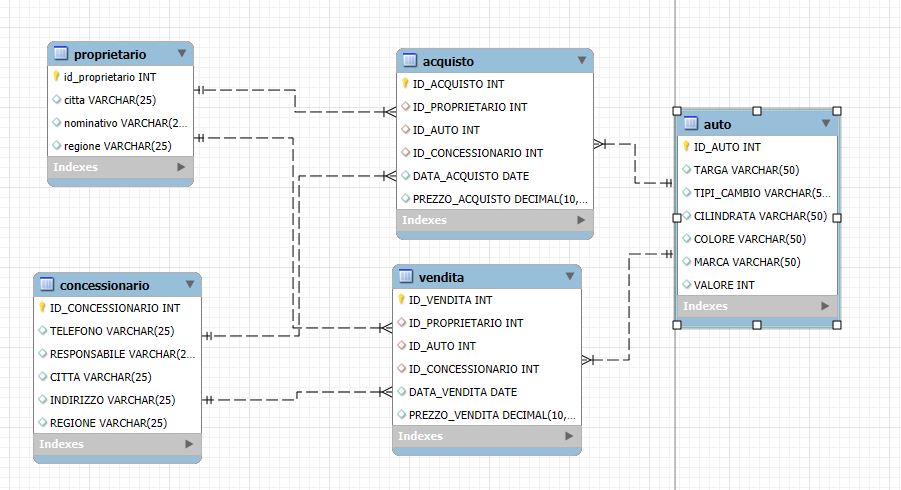 proprietario
id_proprietario INT
citta VARCHAR(25)
nominativo VARCHAR(2...
regione VARCHAR(25)
Indexes
acquisto
ID_ACQUISTO INT
ID_PROPRIETARIO INT
ID_AUTO INT
ID_CONCESSIONARIO INT
DATA_ACQUISTO DATE
PREZZO_ACQUISTO DECIMAL(10,...
Indexes
auto
ID_AUTO INT
TARGA VARCHAR(50)
TIPI_CAMBIO VARCHAR(5...
CILINDRATA VARCHAR(50)
COLORE VARCHAR(50)
MARCA VARCHAR(50)
VALORE INT
Indexes
concessionario
ID_CONCESSIONARIO INT
TELEFONO VARCHAR(25)
RESPONSABILE VARCHAR(2...
CITTA VARCHAR(25)
INDIRIZZO VARCHAR(25)
REGIONE VARCHAR(25)
Indexes
vendita
ID_VENDITA INT
ID_PROPRIETARIO INT
ID_AUTO INT
ID_CONCESSIONARIO INT
DATA_VENDITA DATE
PREZZO_VENDITA DECIMAL(10,...
Indexes